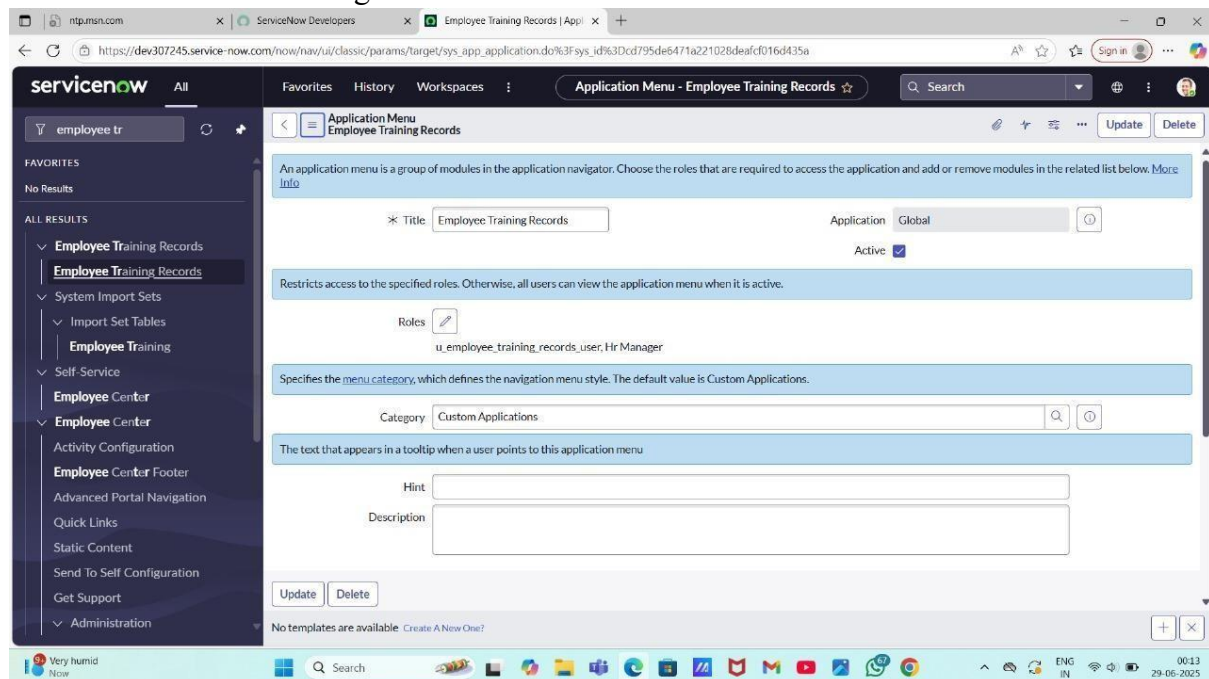 ntp.msn.com
ServiceNow Developers
Employee Training Records | Appl
https://dev307245.service-now.com/now/nav/ui/classic/params/target/sys_app_application.do%3Fsys_id%3Dcd795de6471a221028deafcf016d435a
Sign in
servicenow
All
Favorites History Workspaces
Application Menu - Employee Training Records
Search
employee tr
Application Menu
Employee Training Records
Update Delete
FAVORITES
No Results
ALL RESULTS
Employee Training Records
Employee Training Records
System Import Sets
Import Set Tables
Employee Training
Self-Service
Employee Center
Employee Center
Activity Configuration
Employee Center Footer
Advanced Portal Navigation
Quick Links
Static Content
Send To Self Configuration
Get Support
Administration
An application menu is a group of modules in the application navigator. Choose the roles that are required to access the application and add or remove modules in the related list below. More
Info
Title Employee Training Records
Application Global
Active
Restricts access to the specified roles. Otherwise, all users can view the application menu when it is active.
Roles
u_employee_training_records_user, Hr Manager
Specifies the menu category, which defines the navigation menu style. The default value is Custom Applications.
Category Custom Applications
The text that appears in a tooltip when a user points to this application menu
Hint
Description
Update Delete
No templates are available Create A New One?
Very humid
Now
Search
ENG
IN
00:13
29-06-2025